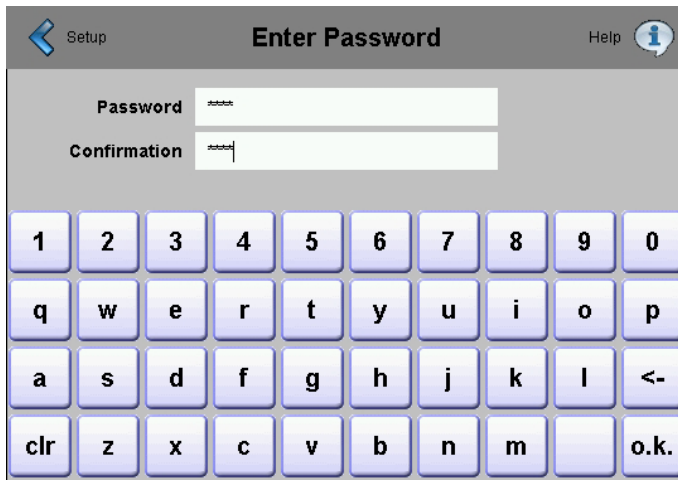 Setup Enter Password Help
Password ****
Confirmation ****
1 2 3 4 5 6 7 8 9 0
q w e r t y u i o p
a s d f g h j k l <-
clr z x c v b n m o.k.